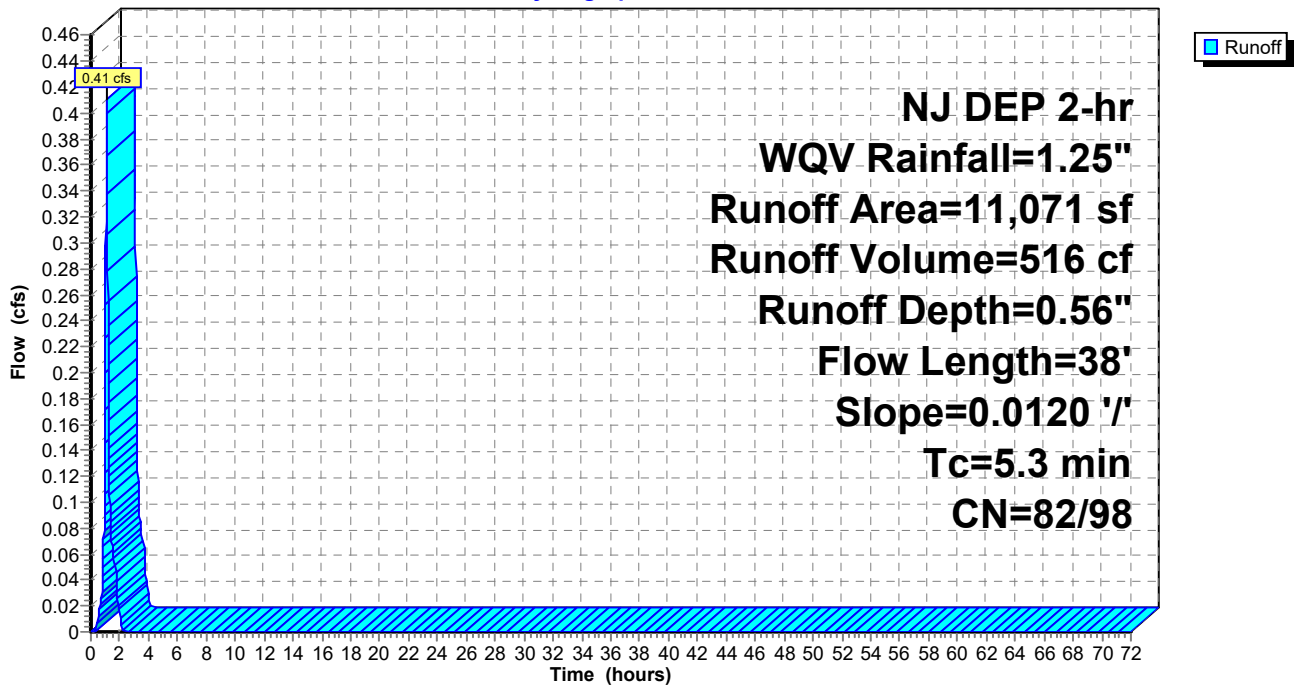 0.46
0.44
0.42
0.4
0.38
0.36
0.34
0.32
0.3
0.28
0.26
0.24
0.22
0.2
0.18
0.16
0.14
0.12
0.1
0.08
0.06
0.04
0.02
0
Flow (cfs)
0.41 cfs
Runoff
NJ DEP 2-hr
WQV Rainfall=1.25"
Runoff Area=11,071 sf
Runoff Volume=516 cf
Runoff Depth=0.56"
Flow Length=38'
Slope=0.0120 '/'
Tc=5.3 min
CN=82/98
0 2 4 6 8 10 12 14 16 18 20 22 24 26 28 30 32 34 36 38 40 42 44 46 48 50 52 54 56 58 60 62 64 66 68 70 72
Time (hours)